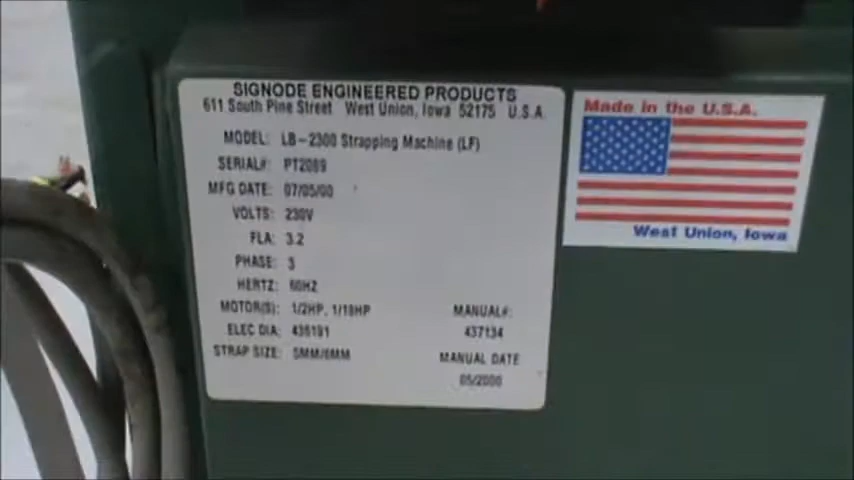 SIGNODE ENGINEERED PRODUCTS
611 South Pine Street West Union, Iowa 52175 U.S.A.
MODEL: LB-2300 Strapping Machine (LF)
SERIAL#: PT2089
MFG DATE: 07/05/00
VOLTS: 230V
FLA: 3.2
PHASE: 3
HERTZ: 60HZ
MOTOR(S): 1/2HP, 1/18HP
ELEC DIA: 436191
STRAP SIZE: 5MM/6MM
MANUAL#:
437134
MANUAL DATE
05/2000
Made in the U.S.A.
West Union, Iowa